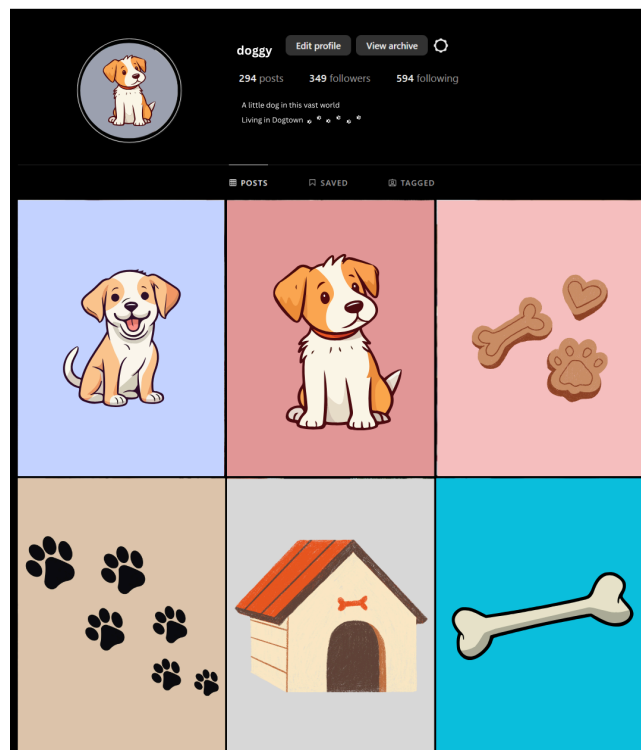 doggy Edit profile View archive
294 posts 349 followers 594 following
A little dog in this vast world
Living in Dogtown
POSTS SAVED TAGGED